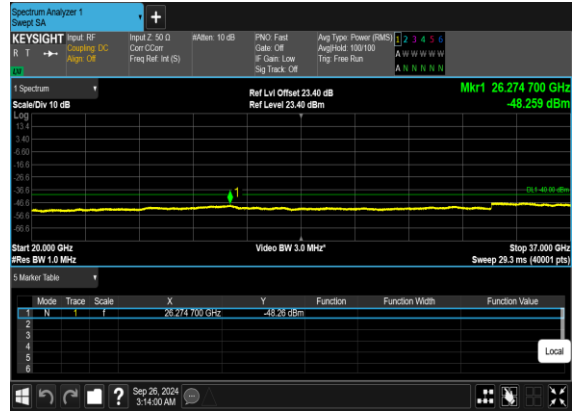 Spectrum Analyzer 1
Swept SA
+
KEYSIGHT Input: RF Input Z: 50 Ω #Atten: 10 dB PNO: Fast Avg Type: Power (RMS) 1 2 3 4 5 6
R T Coupling: DC Corr CCorr Gate: Off Avg|Hold: 100/100 A W W W W W
Align: Off Freq Ref: Int (S) IF Gain: Low Trig: Free Run
Sig Track: Off A N N N N N
1 Spectrum Ref Lvl Offset 23.40 dB Mkr1 26.274 700 GHz
Scale/Div 10 dB Ref Level 23.40 dBm -48.259 dBm
Log
13.4
3.40
-6.60
-16.6
-26.6
-36.6
1
DL1 -40.00 dBm
-46.6
-56.6
-66.6
Start 20.000 GHz Video BW 3.0 MHz* Stop 37.000 GHz
#Res BW 1.0 MHz Sweep 29.3 ms (40001 pts)
5 Marker Table
Mode Trace Scale X Y Function Function Width Function Value
1 N 1 f 26.274 700 GHz -48.26 dBm
2
3
4
5
6
Local
? Sep 26, 2024
3:14:00 AM